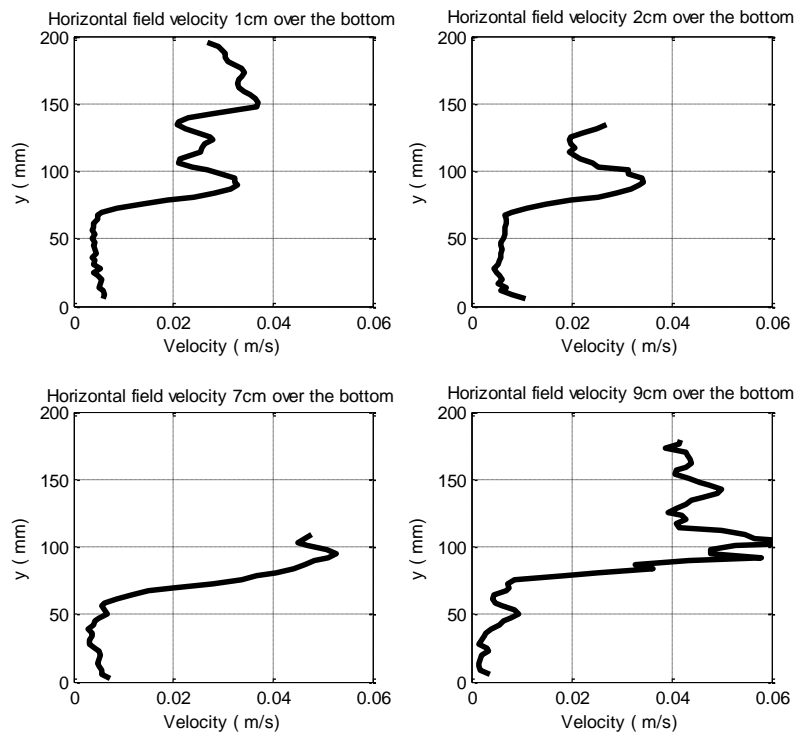 Horizontal field velocity 1cm over the bottom
200
150
100
50
0
y ( mm)
0 0.02 0.04 0.06
Velocity ( m/s)
Horizontal field velocity 2cm over the bottom
200
150
100
50
0
y ( mm)
0 0.02 0.04 0.06
Velocity ( m/s)
Horizontal field velocity 7cm over the bottom
200
150
100
50
0
y ( mm)
0 0.02 0.04 0.06
Velocity ( m/s)
Horizontal field velocity 9cm over the bottom
200
150
100
50
0
y ( mm)
0 0.02 0.04 0.06
Velocity ( m/s)